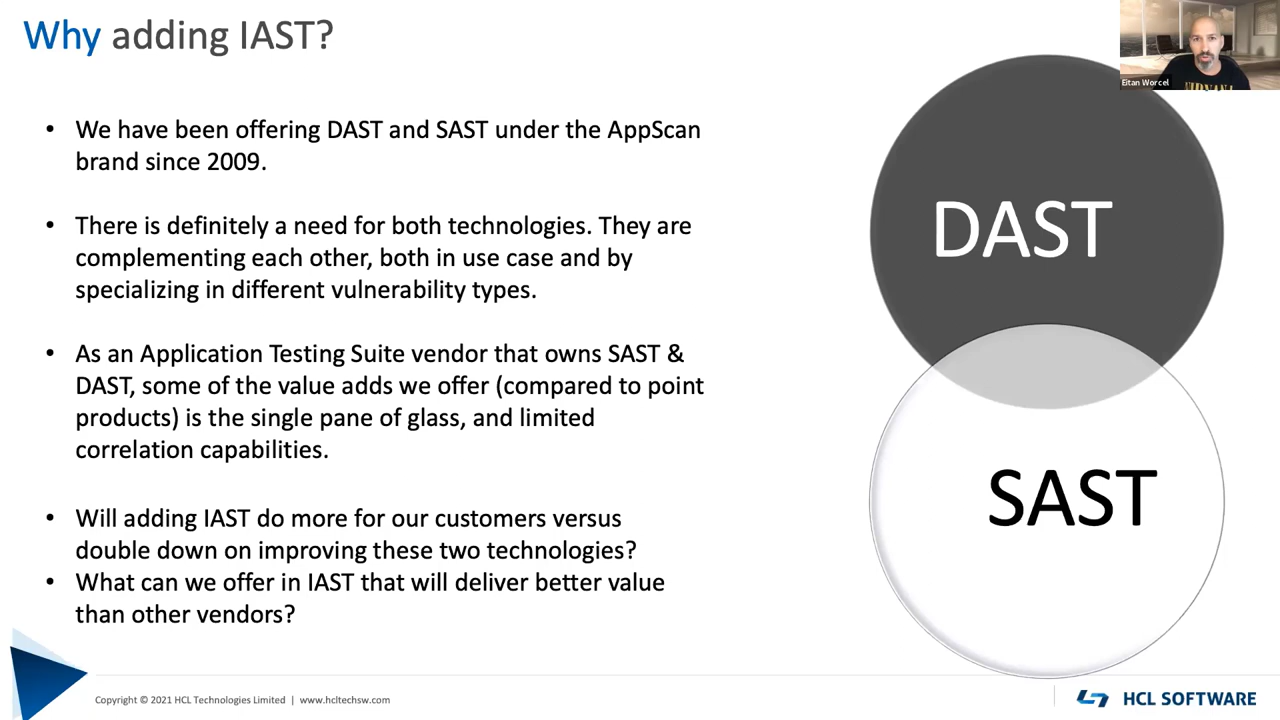 Why adding IAST?
Eitan Worcel
• We have been offering DAST and SAST under the AppScan
brand since 2009.
• There is definitely a need for both technologies. They are
complementing each other, both in use case and by
specializing in different vulnerability types.
• As an Application Testing Suite vendor that owns SAST &
DAST, some of the value adds we offer (compared to point
products) is the single pane of glass, and limited
correlation capabilities.
• Will adding IAST do more for our customers versus
double down on improving these two technologies?
• What can we offer in IAST that will deliver better value
than other vendors?
DAST
SAST
Copyright © 2021 HCL Technologies Limited | www.hcltechsw.com
HCL SOFTWARE